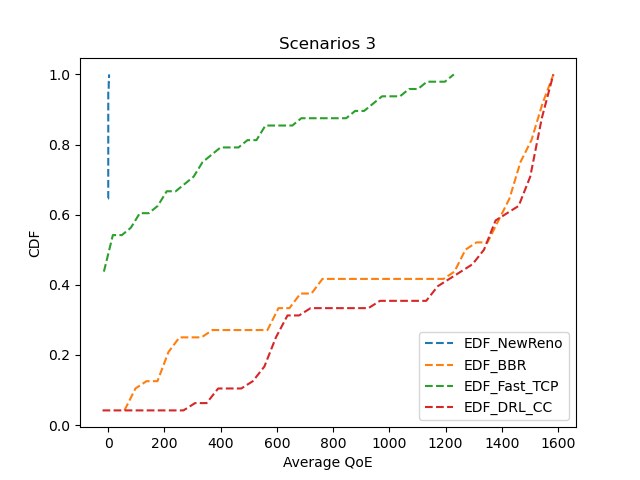 Scenarios 3
1.0
0.8
0.6
0.4
0.2
0.0
CDF
0 200 400 600 800 1000 1200 1400 1600
Average QoE
EDF_NewReno
EDF_BBR
EDF_Fast_TCP
EDF_DRL_CC